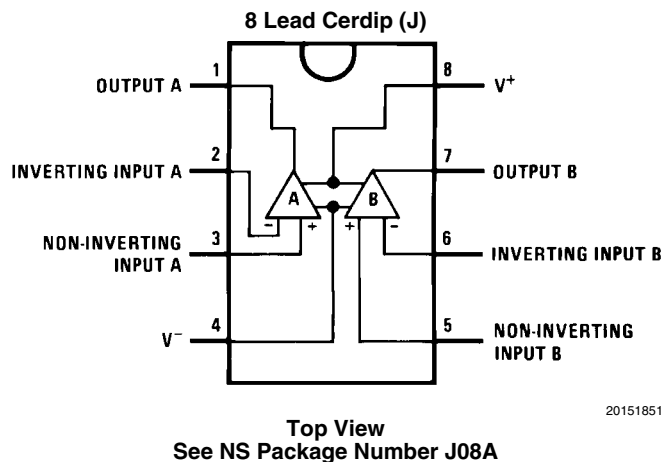 8 Lead Cerdip (J)
1
OUTPUT A
8
V+
2
INVERTING INPUT A
7
OUTPUT B
A
B
- +
+ -
3
NON-INVERTING
INPUT A
6
INVERTING INPUT B
4
V−
5
NON-INVERTING
INPUT B
20151851
Top View
See NS Package Number J08A